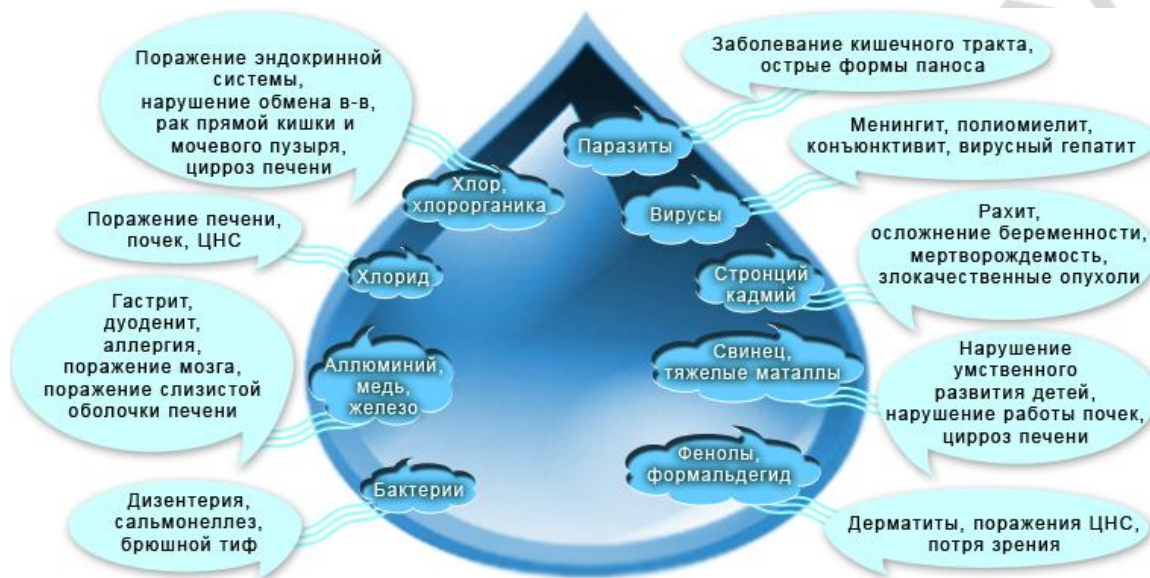 Поражение эндокринной
системы,
нарушение обмена в-в,
рак прямой кишки и
мочевого пузыря,
цирроз печени
Хлор,
хлорорганика
Заболевание кишечного тракта,
острые формы паноса
Паразиты
Менингит, полиомиелит,
конъюнктивит, вирусный гепатит
Вирусы
Поражение печени,
почек, ЦНС
Хлорид
Рахит,
осложнение беременности,
мертворождемость,
злокачественные опухоли
Стронций
кадмий
Гастрит,
дуоденит,
аллергия,
поражение мозга,
поражение слизистой
оболочки печени
Аллюминий,
медь,
железо
Свинец,
тяжелые маталлы
Нарушение
умственного
развития детей,
нарушение работы почек,
цирроз печени
Дизентерия,
сальмонеллез,
брюшной тиф
Бактерии
Фенолы,
формальдегид
Дерматиты, поражения ЦНС,
потря зрения